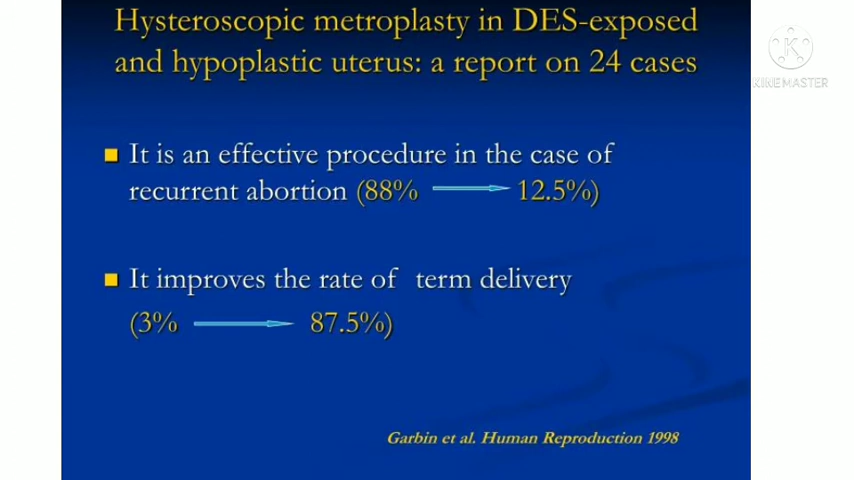 Hysteroscopic metroplasty in DES-exposed
and hypoplastic uterus: a report on 24 cases
K
KINEMASTER
■ It is an effective procedure in the case of
recurrent abortion (88% → 12.5%)
■ It improves the rate of term delivery
(3% → 87.5%)
Garbin et al. Human Reproduction 1998